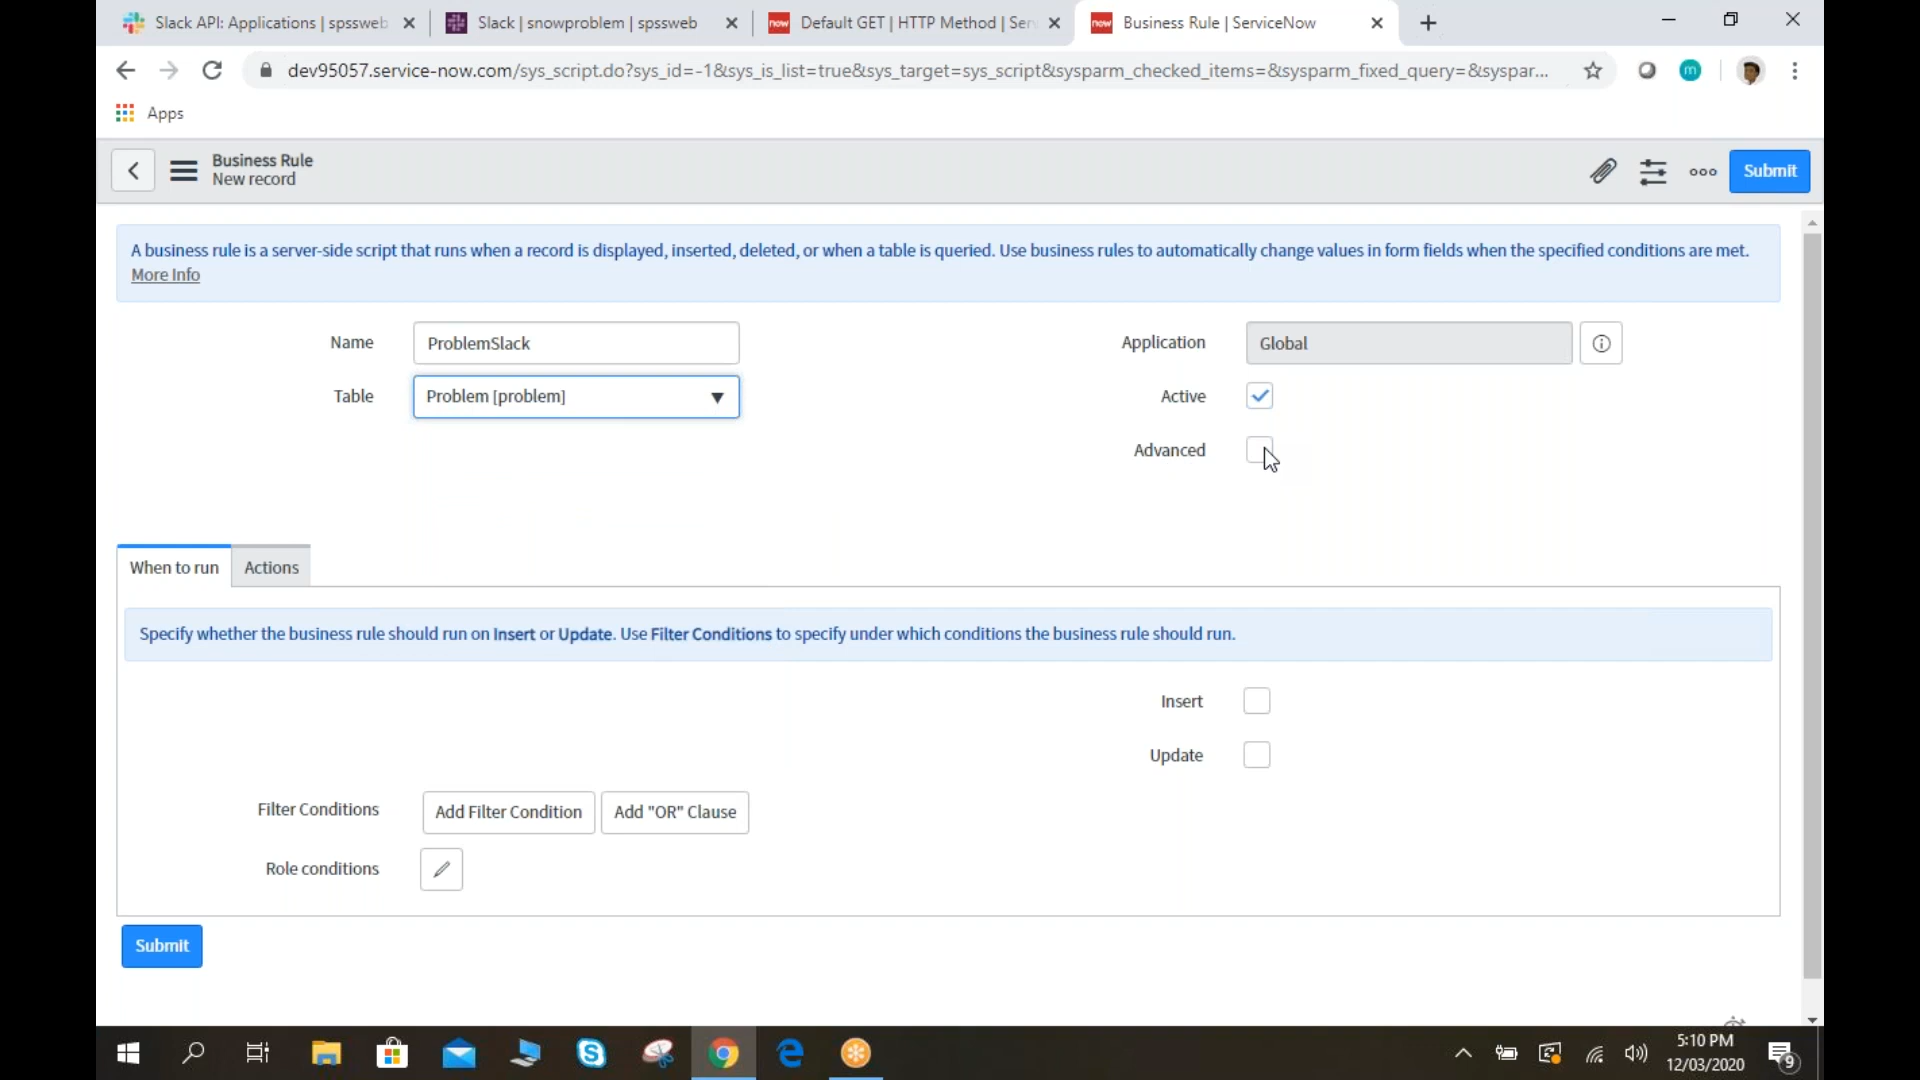 Slack API: Applications | spssweb
Slack | snowproblem | spssweb
now
Default GET | HTTP Method | Ser
now
Business Rule | ServiceNow
dev95057.service-now.com/sys_script.do?sys_id=-1&sys_is_list=true&sys_target=sys_script&sysparm_checked_items=&sysparm_fixed_query=&syspar...
m
Apps
Business Rule
New record
Submit
A business rule is a server-side script that runs when a record is displayed, inserted, deleted, or when a table is queried. Use business rules to automatically change values in form fields when the specified conditions are met.
More Info
Name
ProblemSlack
Application
Global
Table
Problem [problem]
Active
Advanced
When to run
Actions
Specify whether the business rule should run on Insert or Update. Use Filter Conditions to specify under which conditions the business rule should run.
Insert
Update
Filter Conditions
Add Filter Condition
Add "OR" Clause
Role conditions
Submit
5:10 PM
12/03/2020
9